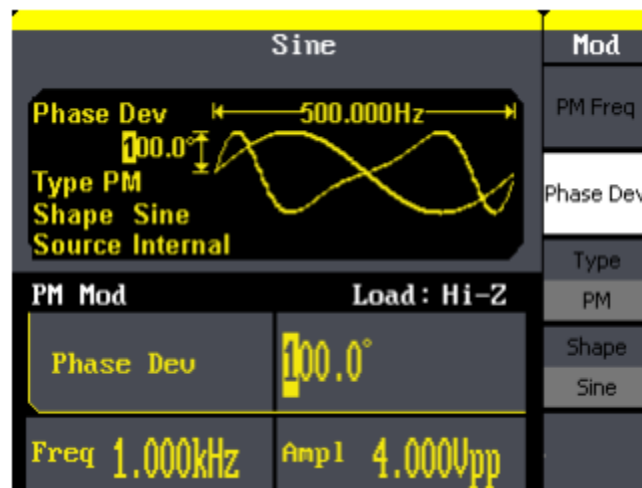 Sine
Mod
Phase Dev
500.000Hz
100.0°
Type PM
Shape Sine
Source Internal
PM Mod
Load: Hi-Z
Phase Dev
100.0°
Freq 1.000kHz
Ampl 4.000Vpp
PM Freq
Phase Dev
Type
PM
Shape
Sine